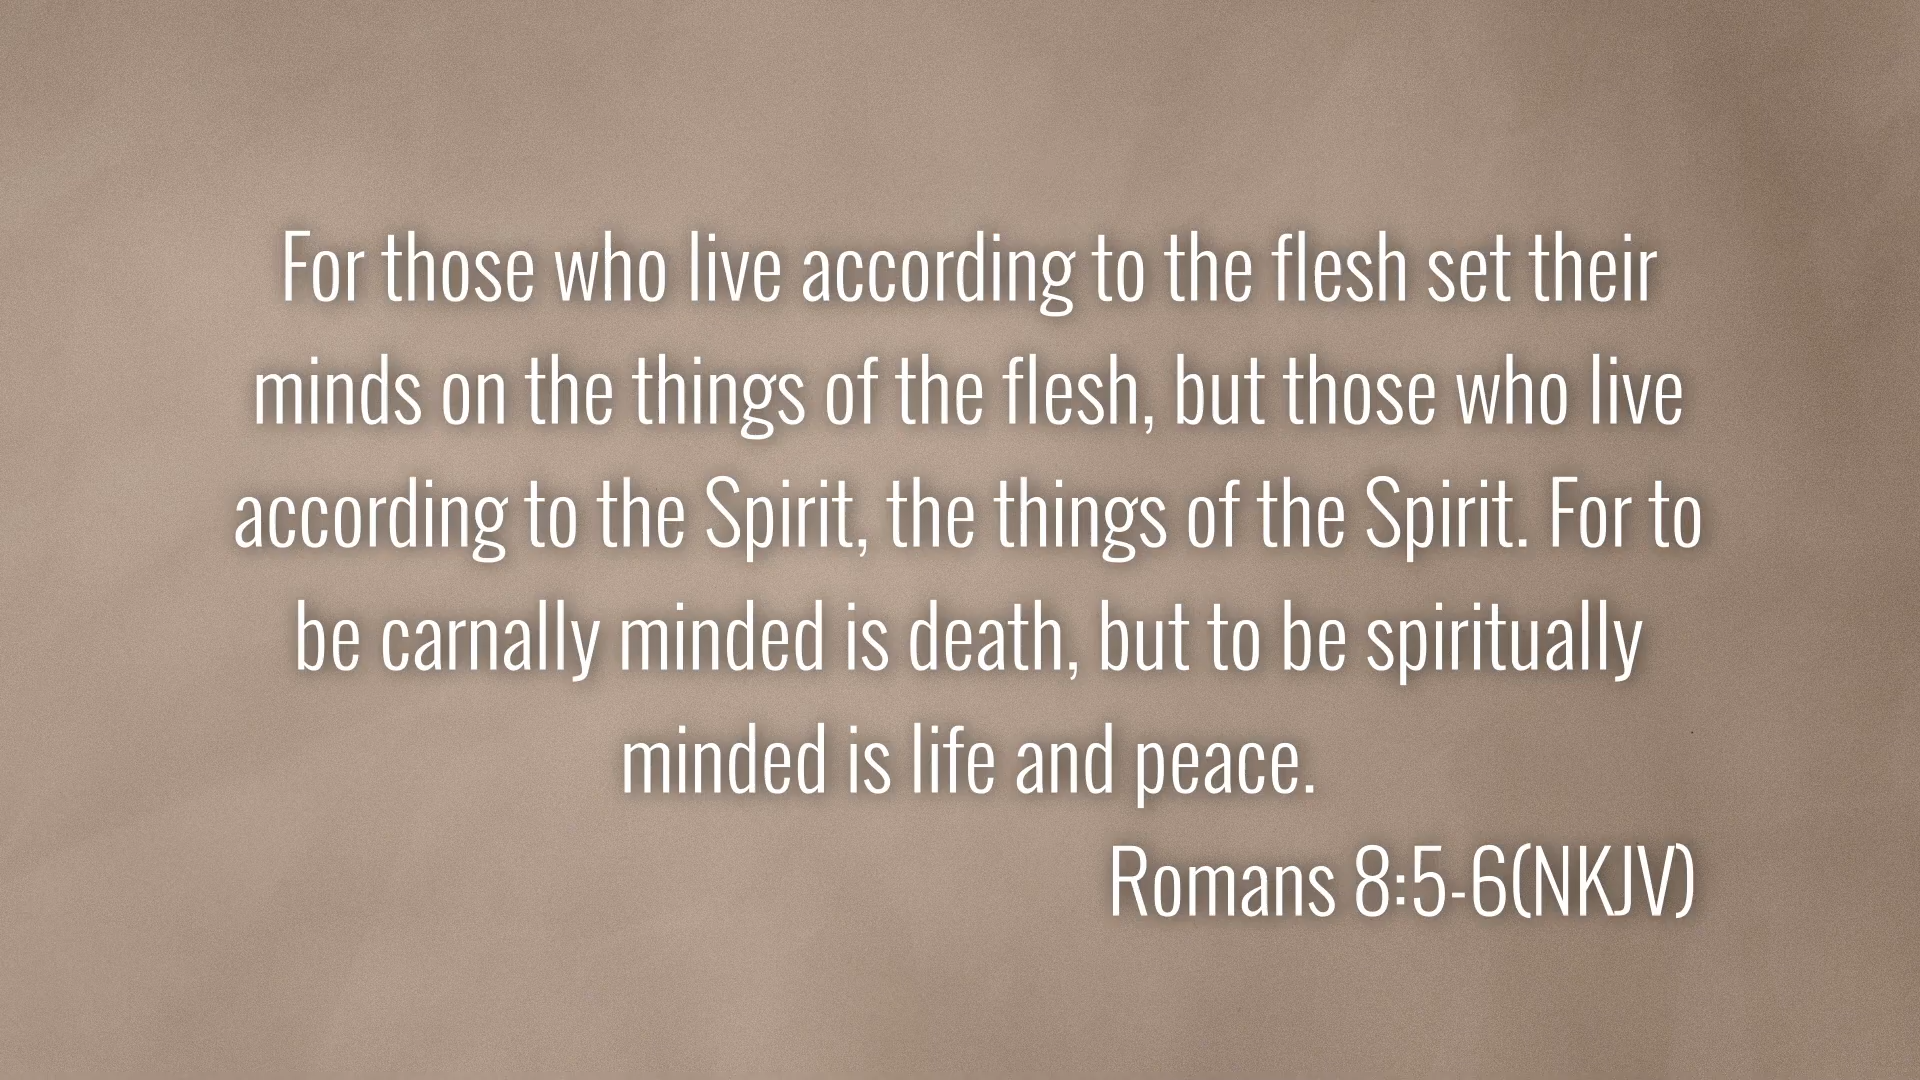 For those who live according to the flesh set their
minds on the things of the flesh, but those who live
according to the Spirit, the things of the Spirit. For to
be carnally minded is death, but to be spiritually
minded is life and peace.
Romans 8:5-6(NKJV)